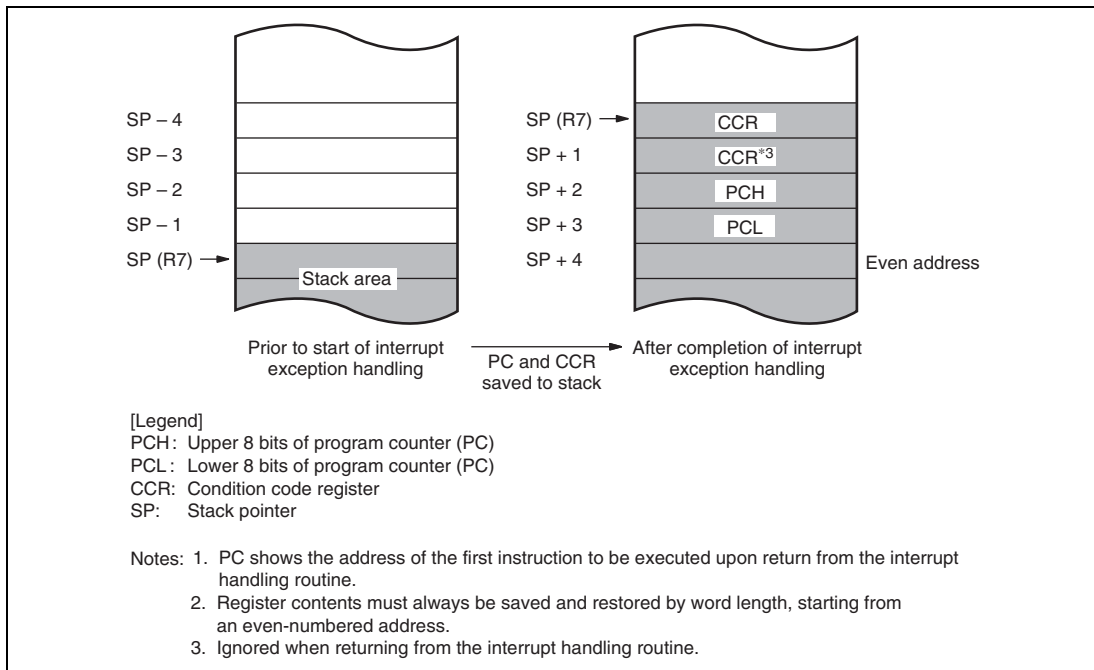 SP – 4
SP – 3
SP – 2
SP – 1
SP (R7)
Stack area
Prior to start of interrupt
exception handling
PC and CCR
saved to stack
SP (R7)
SP + 1
SP + 2
SP + 3
SP + 4
CCR
CCR*3
PCH
PCL
Even address
After completion of interrupt
exception handling
[Legend]
PCH: Upper 8 bits of program counter (PC)
PCL: Lower 8 bits of program counter (PC)
CCR: Condition code register
SP: Stack pointer
Notes: 1. PC shows the address of the first instruction to be executed upon return from the interrupt
handling routine.
2. Register contents must always be saved and restored by word length, starting from
an even-numbered address.
3. Ignored when returning from the interrupt handling routine.